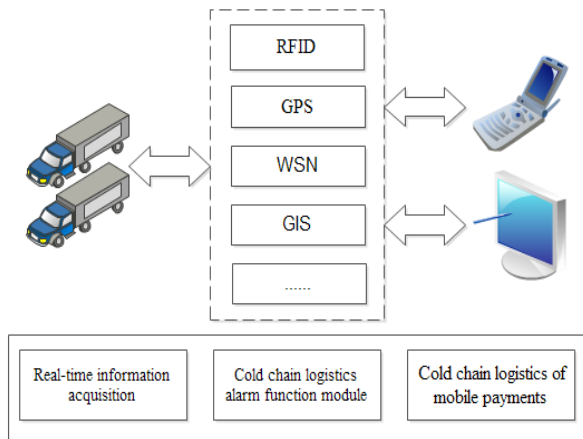 RFID
GPS
WSN
GIS
......
Real-time information
acquisition
Cold chain logistics
alarm function module
Cold chain logistics of
mobile payments